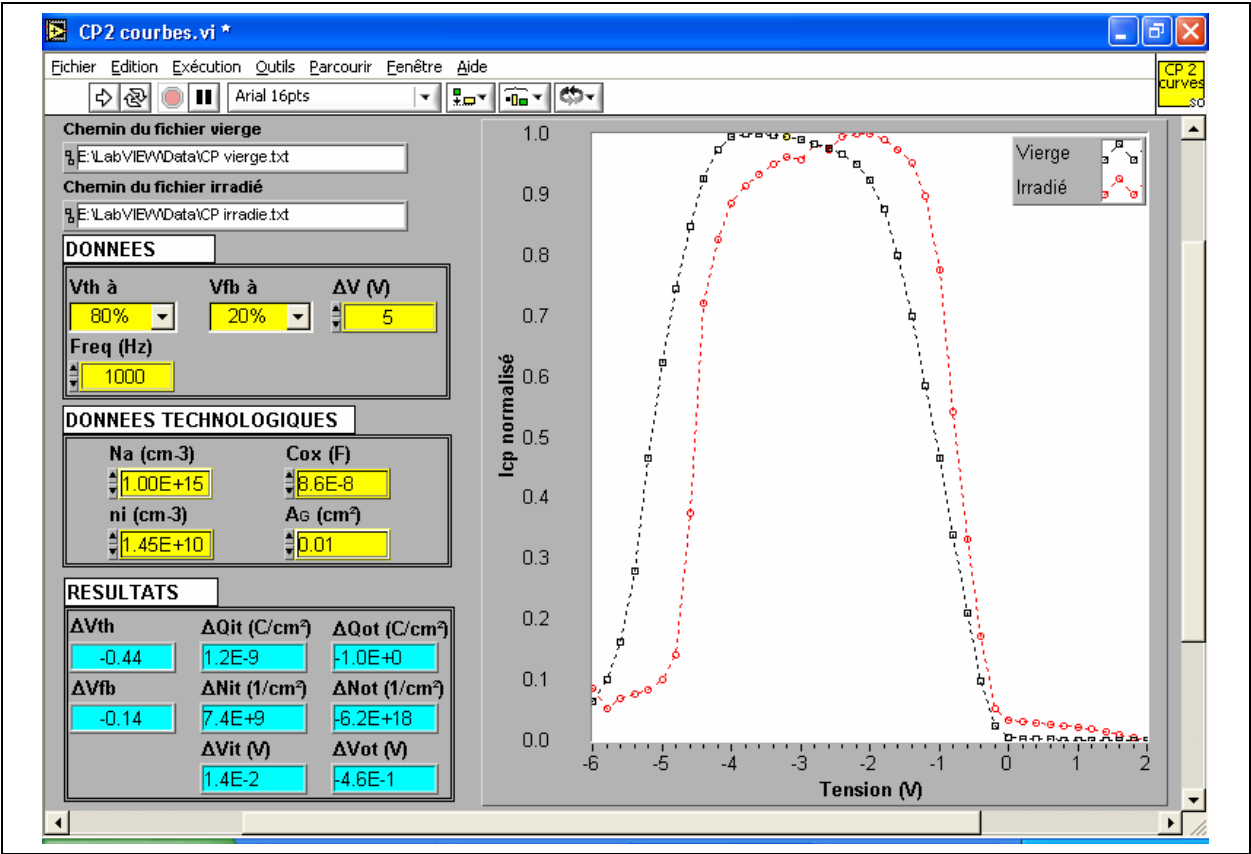 CP2 courbes.vi *
Fichier Edition Exécution Outils Parcourir Fenêtre Aide
Arial 16pts
CP 2
curves
so
Chemin du fichier vierge
E:\LabVIEW\Data\CP vierge.txt
Chemin du fichier irradié
E:\LabVIEW\Data\CP irradie.txt
DONNEES
Vth à Vfb à ΔV (V)
80% 20% 5
Freq (Hz)
1000
DONNEES TECHNOLOGIQUES
Na (cm-3) Cox (F)
1.00E+15 8.6E-8
ni (cm-3) AG (cm²)
1.45E+10 0.01
RESULTATS
ΔVth ΔQit (C/cm²) ΔQot (C/cm²)
-0.44 1.2E-9 -1.0E+0
ΔVfb ΔNit (1/cm²) ΔNot (1/cm²)
-0.14 7.4E+9 -6.2E+18
ΔVit (V) ΔVot (V)
1.4E-2 -4.6E-1
Icp normalisé
1.0
0.9
0.8
0.7
0.6
0.5
0.4
0.3
0.2
0.1
0.0
-6 -5 -4 -3 -2 -1 0 1 2
Tension (V)
Vierge
Irradié